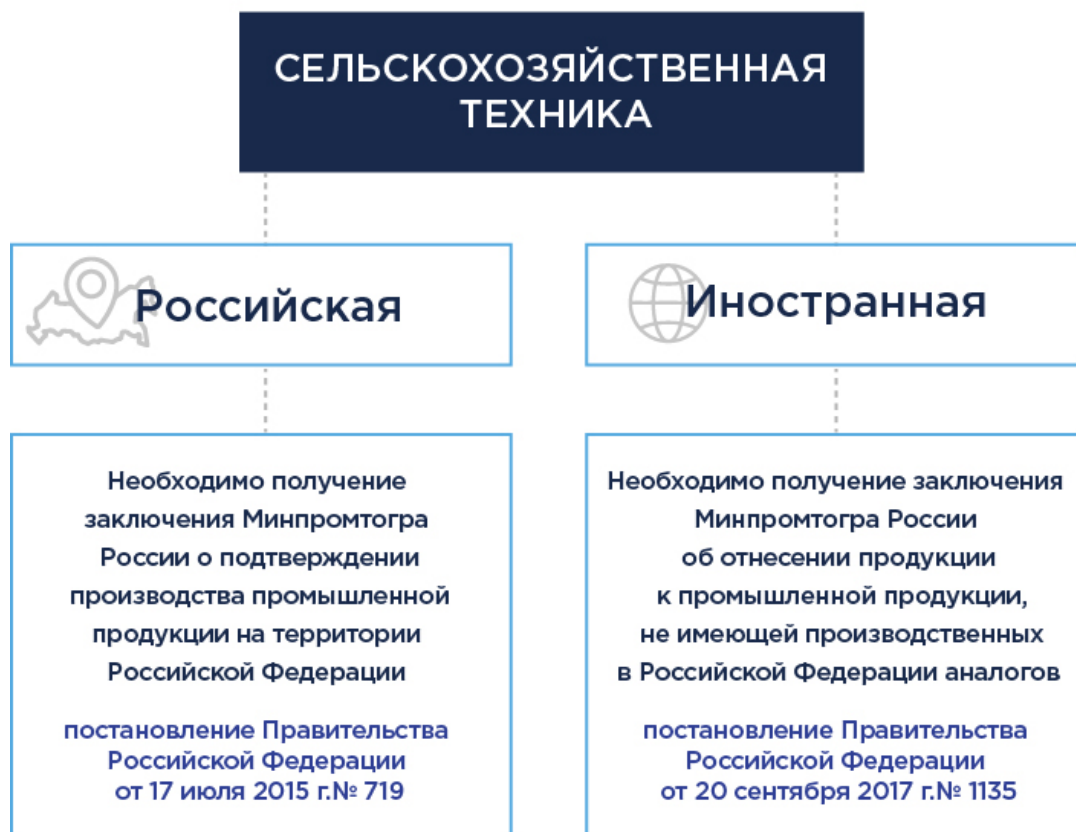 СЕЛЬСКОХОЗЯЙСТВЕННАЯ
ТЕХНИКА
Российская
Необходимо получение
заключения Минпромтогра
России о подтверждении
производства промышленной
продукции на территории
Российской Федерации
постановление Правительства
Российской Федерации
от 17 июля 2015 г.№ 719
Иностранная
Необходимо получение заключения
Минпромтогра России
об отнесении продукции
к промышленной продукции,
не имеющей производственных
в Российской Федерации аналогов
постановление Правительства
Российской Федерации
от 20 сентября 2017 г.№ 1135